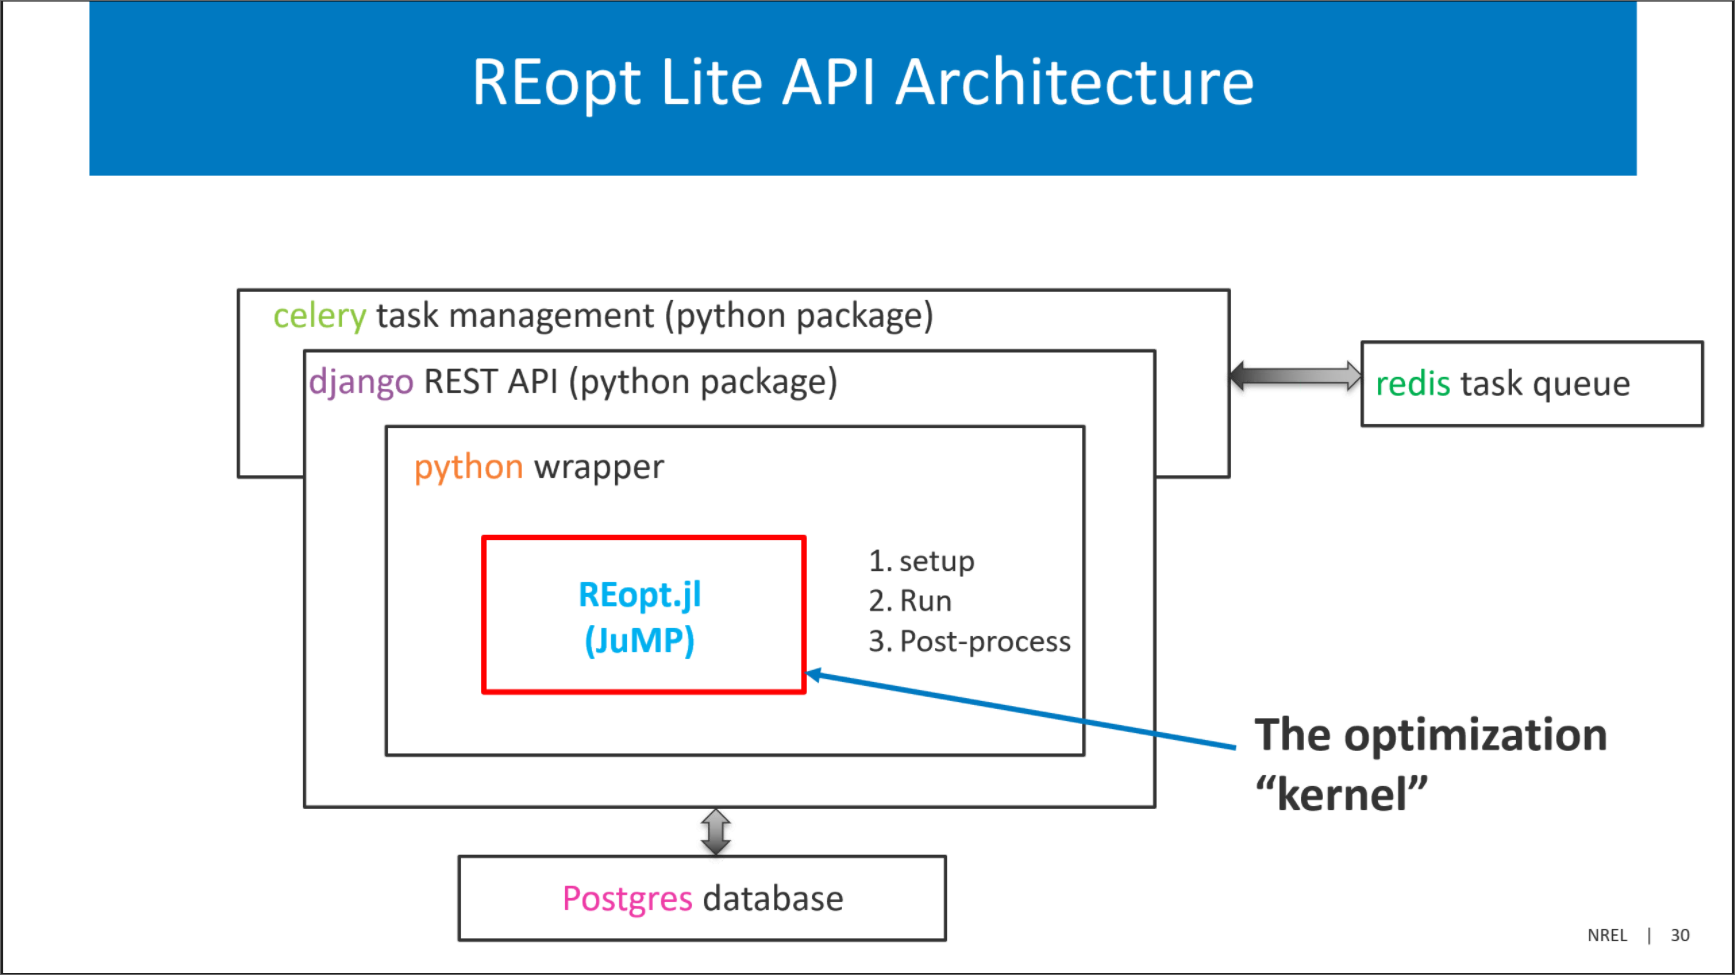 REopt Lite API Architecture
celery task management (python package)
django REST API (python package)
redis task queue
python wrapper
REopt.jl
(JuMP)
1. setup
2. Run
3. Post-process
The optimization
“kernel”
Postgres database
NREL | 30